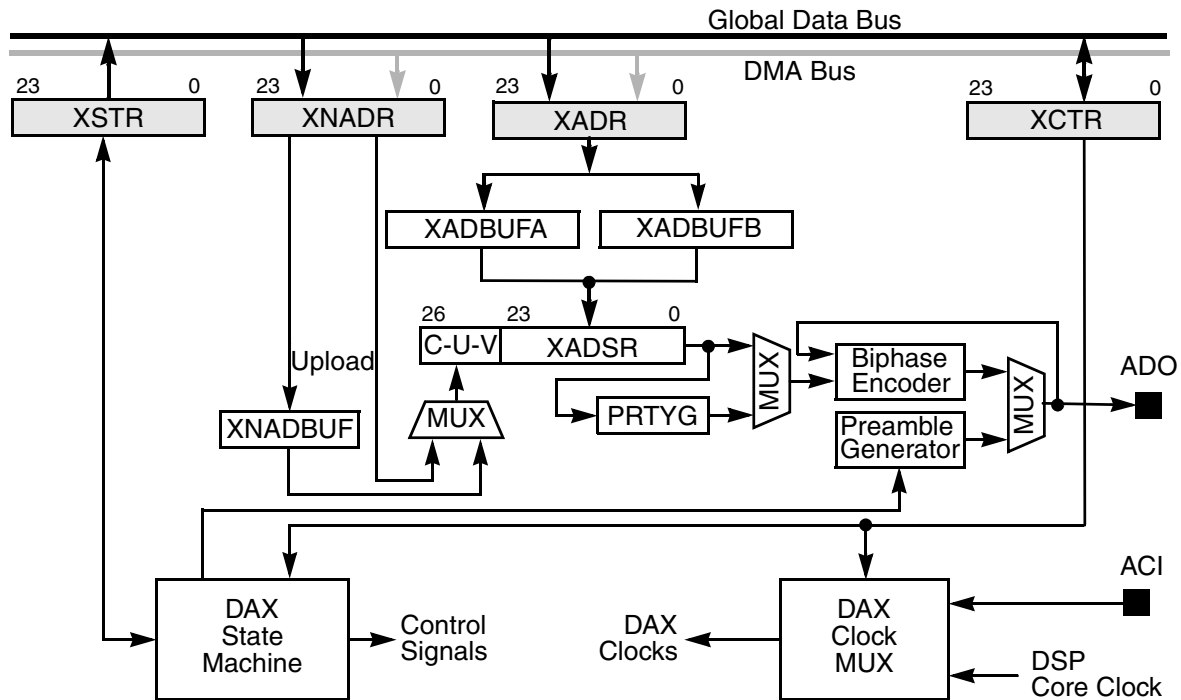 Global Data Bus
DMA Bus
23 0
23 0
23 0
23 0
XSTR
XNADR
XADR
XCTR
XADBUFA
XADBUFB
26 23 0
C-U-V
XADSR
Upload
MUX
XNADBUF
PRTYG
MUX
Biphase
Encoder
Preamble
Generator
MUX
ADO
ACI
DAX
State
Machine
Control
Signals
DAX
Clocks
DAX
Clock
MUX
DSP
Core Clock